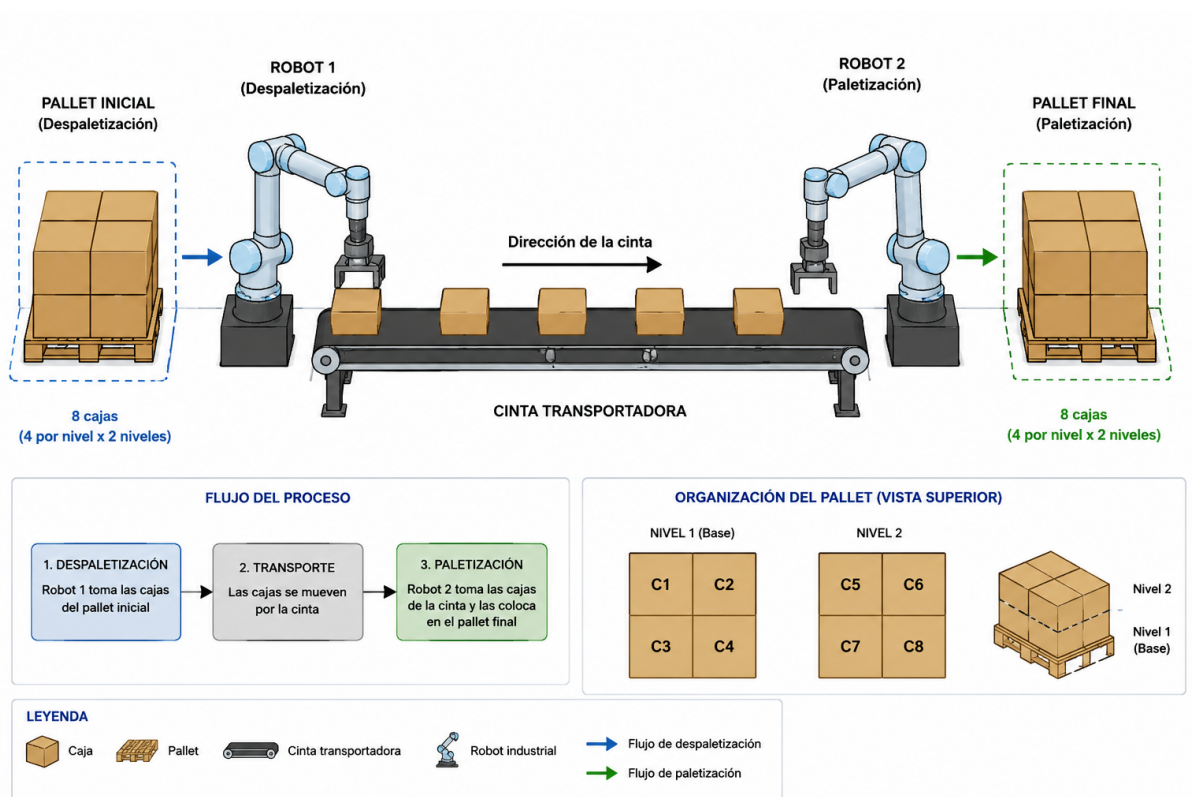 ROBOT 1
(Despaletización)
ROBOT 2
(Paletización)
PALLET INICIAL
(Despaletización)
PALLET FINAL
(Paletización)
Dirección de la cinta
CINTA TRANSPORTADORA
8 cajas
(4 por nivel x 2 niveles)
8 cajas
(4 por nivel x 2 niveles)
FLUJO DEL PROCESO
1. DESPALETIZACIÓN
Robot 1 toma las cajas
del pallet inicial
2. TRANSPORTE
Las cajas se mueven
por la cinta
3. PALETIZACIÓN
Robot 2 toma las cajas
de la cinta y las coloca
en el pallet final
ORGANIZACIÓN DEL PALLET (VISTA SUPERIOR)
NIVEL 1 (Base)
C1 C2
C3 C4
NIVEL 2
C5 C6
C7 C8
Nivel 2
Nivel 1
(Base)
LEYENDA
Caja
Pallet
Cinta transportadora
Robot industrial
Flujo de despaletización
Flujo de paletización